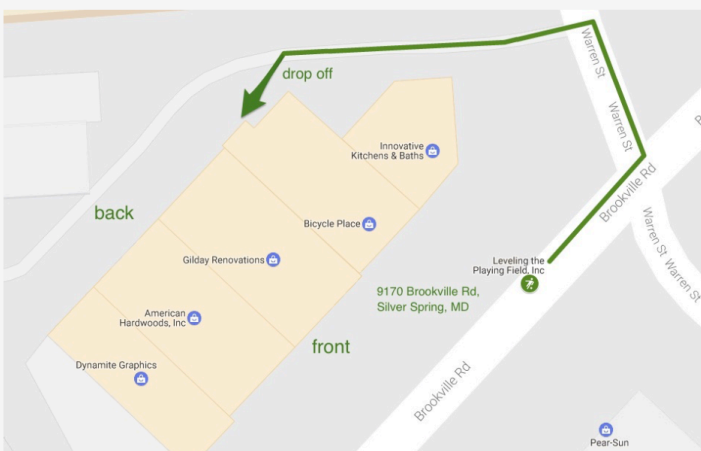 Warren St
drop off
Warren St
Innovative
Kitchens & Baths
Brookville Rd
back
Bicycle Place
Warren St
Warren St
Gilday Renovations
Leveling the
Playing Field, Inc
9170 Brookville Rd,
Silver Spring, MD
American
Hardwoods, Inc
front
Dynamite Graphics
Brookville Rd
Pear-Sun